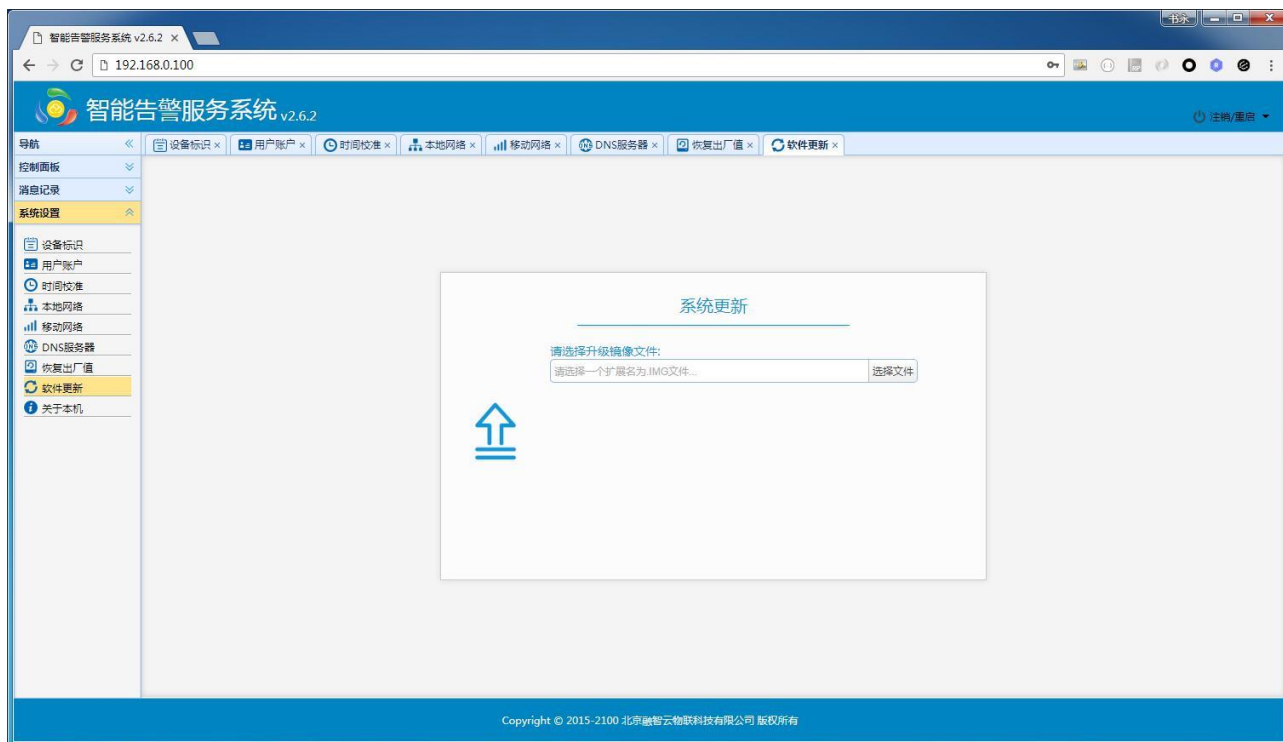 书永
智能告警服务系统 v2.6.2
192.168.0.100
智能告警服务系统 v2.6.2
注销/重启
导航
设备标识 用户账户 时间校准 本地网络 移动网络 DNS服务器 恢复出厂值 软件更新
控制面板
消息记录
系统设置
设备标识
用户账户
时间校准
本地网络
移动网络
DNS服务器
恢复出厂值
软件更新
关于本机
系统更新
请选择升级镜像文件:
请选择一个扩展名为.IMG文件...
选择文件
Copyright © 2015-2100 北京融智云物联科技有限公司 版权所有